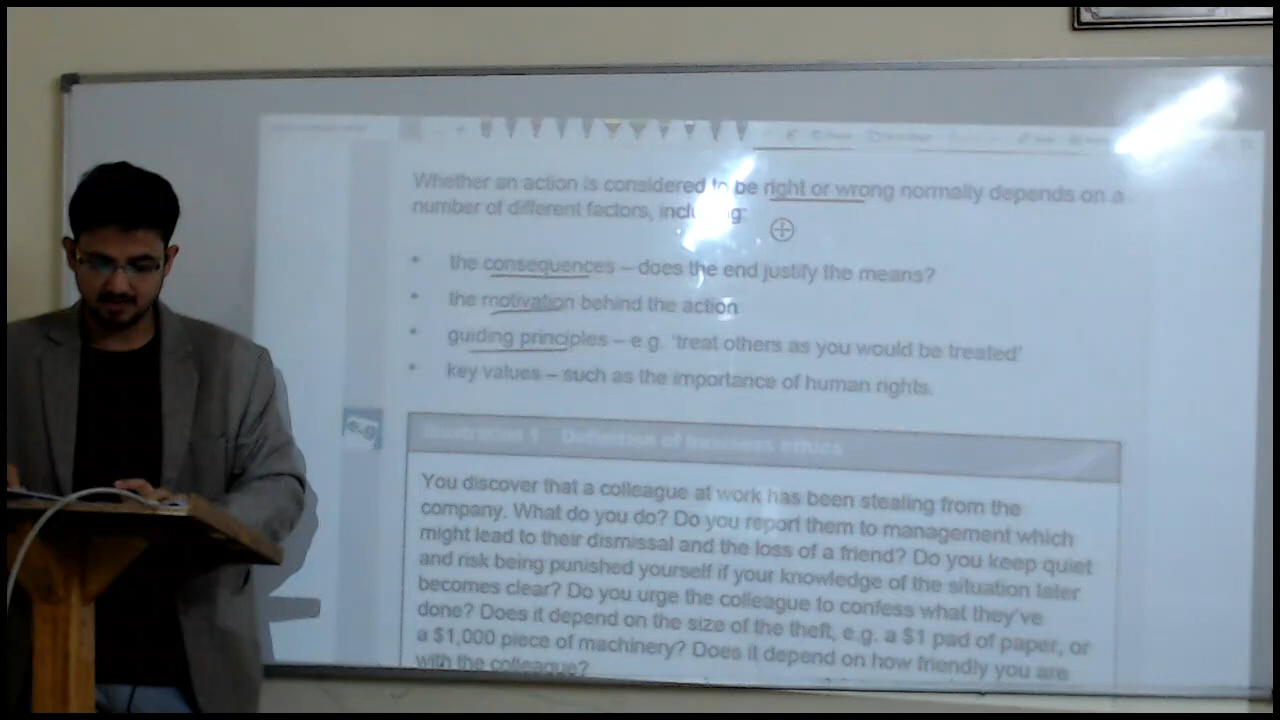 Whether an action is considered to be right or wrong normally depends on a
number of different factors, including
• the consequences – does the end justify the means?
• the motivation behind the action
• guiding principles – e.g. 'treat others as you would be treated'
• key values – such as the importance of human rights.
e.g
Illustration 1 Definition of business ethics
You discover that a colleague at work has been stealing from the
company. What do you do? Do you report them to management which
might lead to their dismissal and the loss of a friend? Do you keep quiet
and risk being punished yourself if your knowledge of the situation later
becomes clear? Do you urge the colleague to confess what they've
done? Does it depend on the size of the theft, e.g. a $1 pad of paper, or
a $1,000 piece of machinery? Does it depend on how friendly you are
with the colleague?